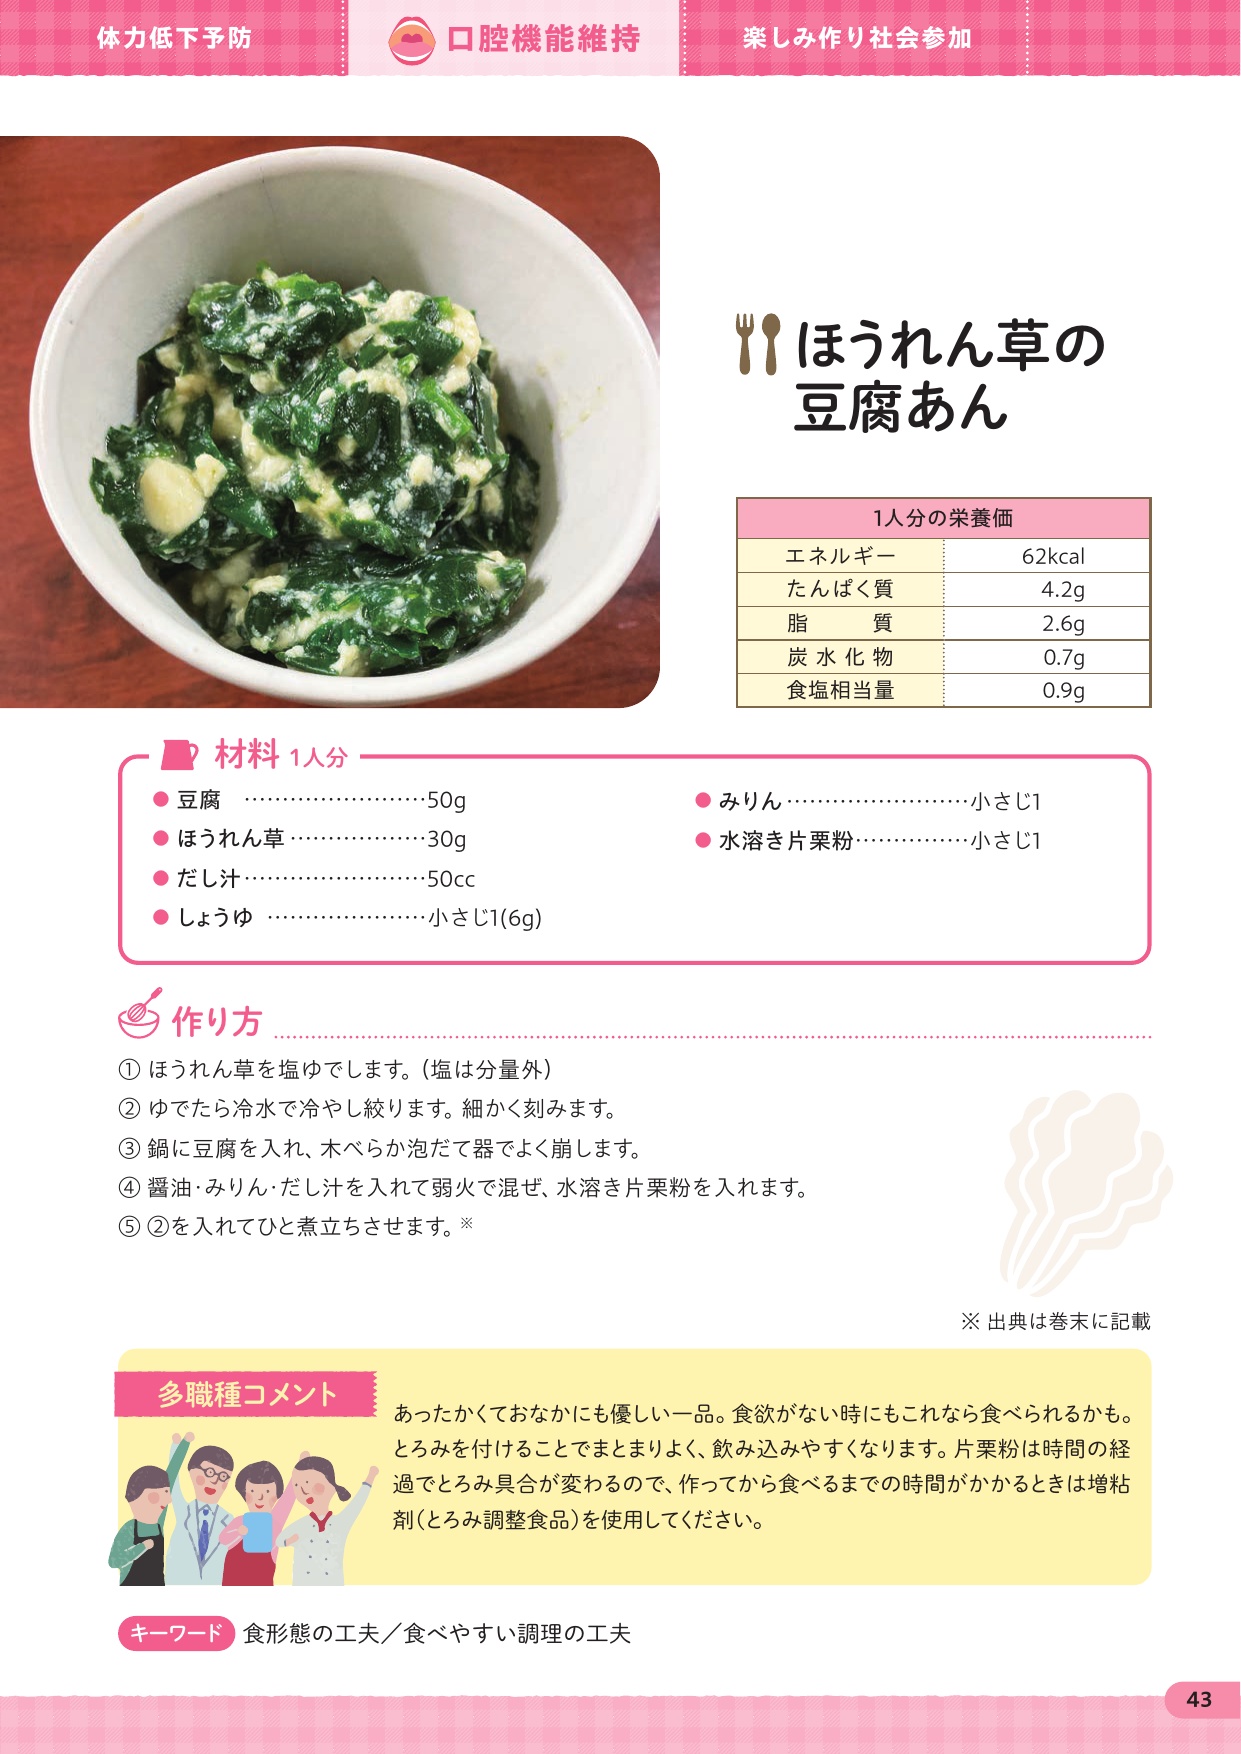 体力低下予防
口腔機能維持
楽しみ作り社会参加
ほうれん草の
豆腐あん
1人分の栄養価
エネルギー 62kcal
たんぱく質 4.2g
脂　　質 2.6g
炭水化物 0.7g
食塩相当量 0.9g
材料 1人分
● 豆腐 ……………………50g
● ほうれん草 ………………30g
● だし汁……………………50cc
● しょうゆ …………………小さじ1(6g)
● みりん……………………小さじ1
● 水溶き片栗粉……………小さじ1
作り方
① ほうれん草を塩ゆでします。（塩は分量外）
② ゆでたら冷水で冷やし絞ります。細かく刻みます。
③ 鍋に豆腐を入れ、木べらか泡だて器でよく崩します。
④ 醤油・みりん・だし汁を入れて弱火で混ぜ、水溶き片栗粉を入れます。
⑤ ②を入れてひと煮立ちさせます。※
※ 出典は巻末に記載
多職種コメント
あったかくておなかにも優しい一品。食欲がない時にもこれなら食べられるかも。
とろみを付けることでまとまりよく、飲み込みやすくなります。片栗粉は時間の経
過でとろみ具合が変わるので、作ってから食べるまでの時間がかかるときは増粘
剤（とろみ調整食品）を使用してください。
キーワード 食形態の工夫／食べやすい調理の工夫
43